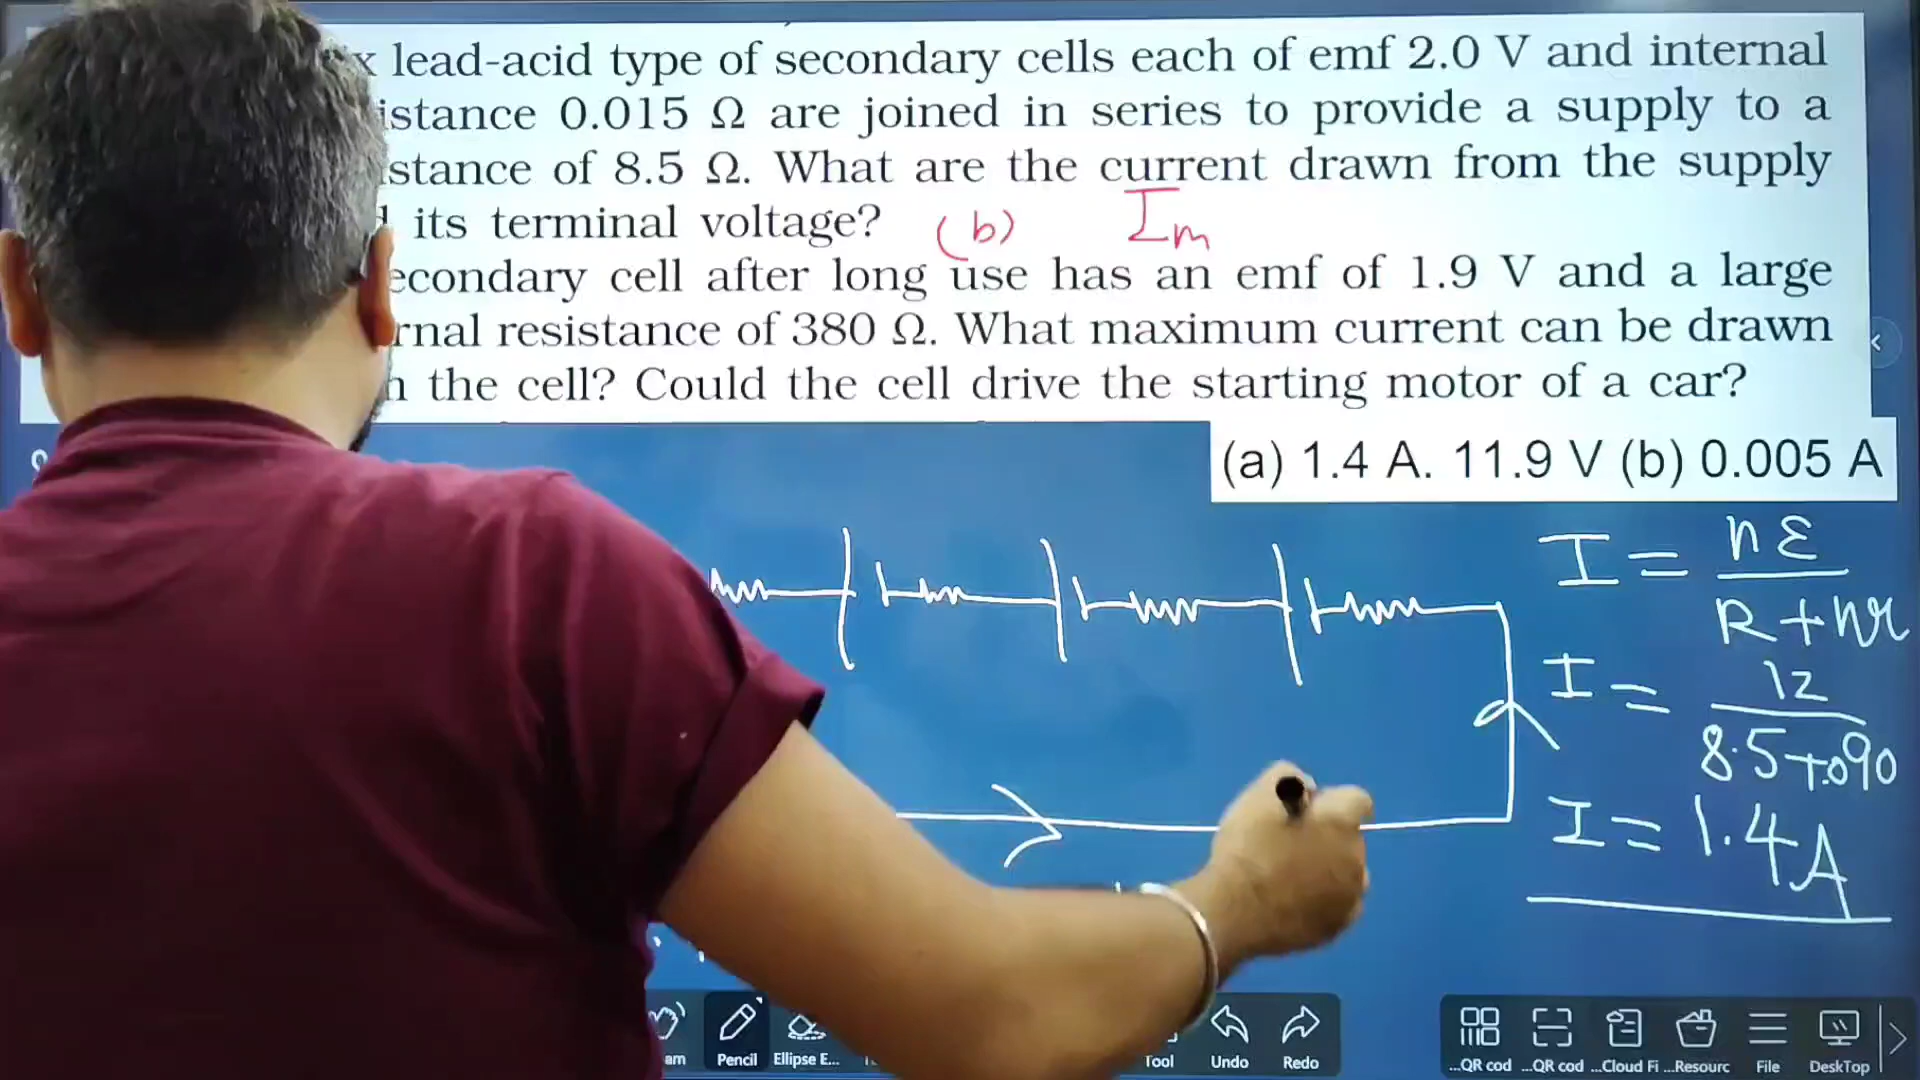 lead-acid type of secondary cells each of emf 2.0 V and internal
istance 0.015 Ω are joined in series to provide a supply to a
stance of 8.5 Ω. What are the current drawn from the supply
its terminal voltage?
(b) Im
econdary cell after long use has an emf of 1.9 V and a large
rnal resistance of 380 Ω. What maximum current can be drawn
the cell? Could the cell drive the starting motor of a car?
(a) 1.4 A. 11.9 V (b) 0.005 A
I = nε
R + nr
I = 12
8.5+.090
I = 1.4A
am
Pencil
Ellipse E...
Tool
Undo
Redo
...QR cod
...QR cod
...Cloud Fi
...Resourc
File
DeskTop